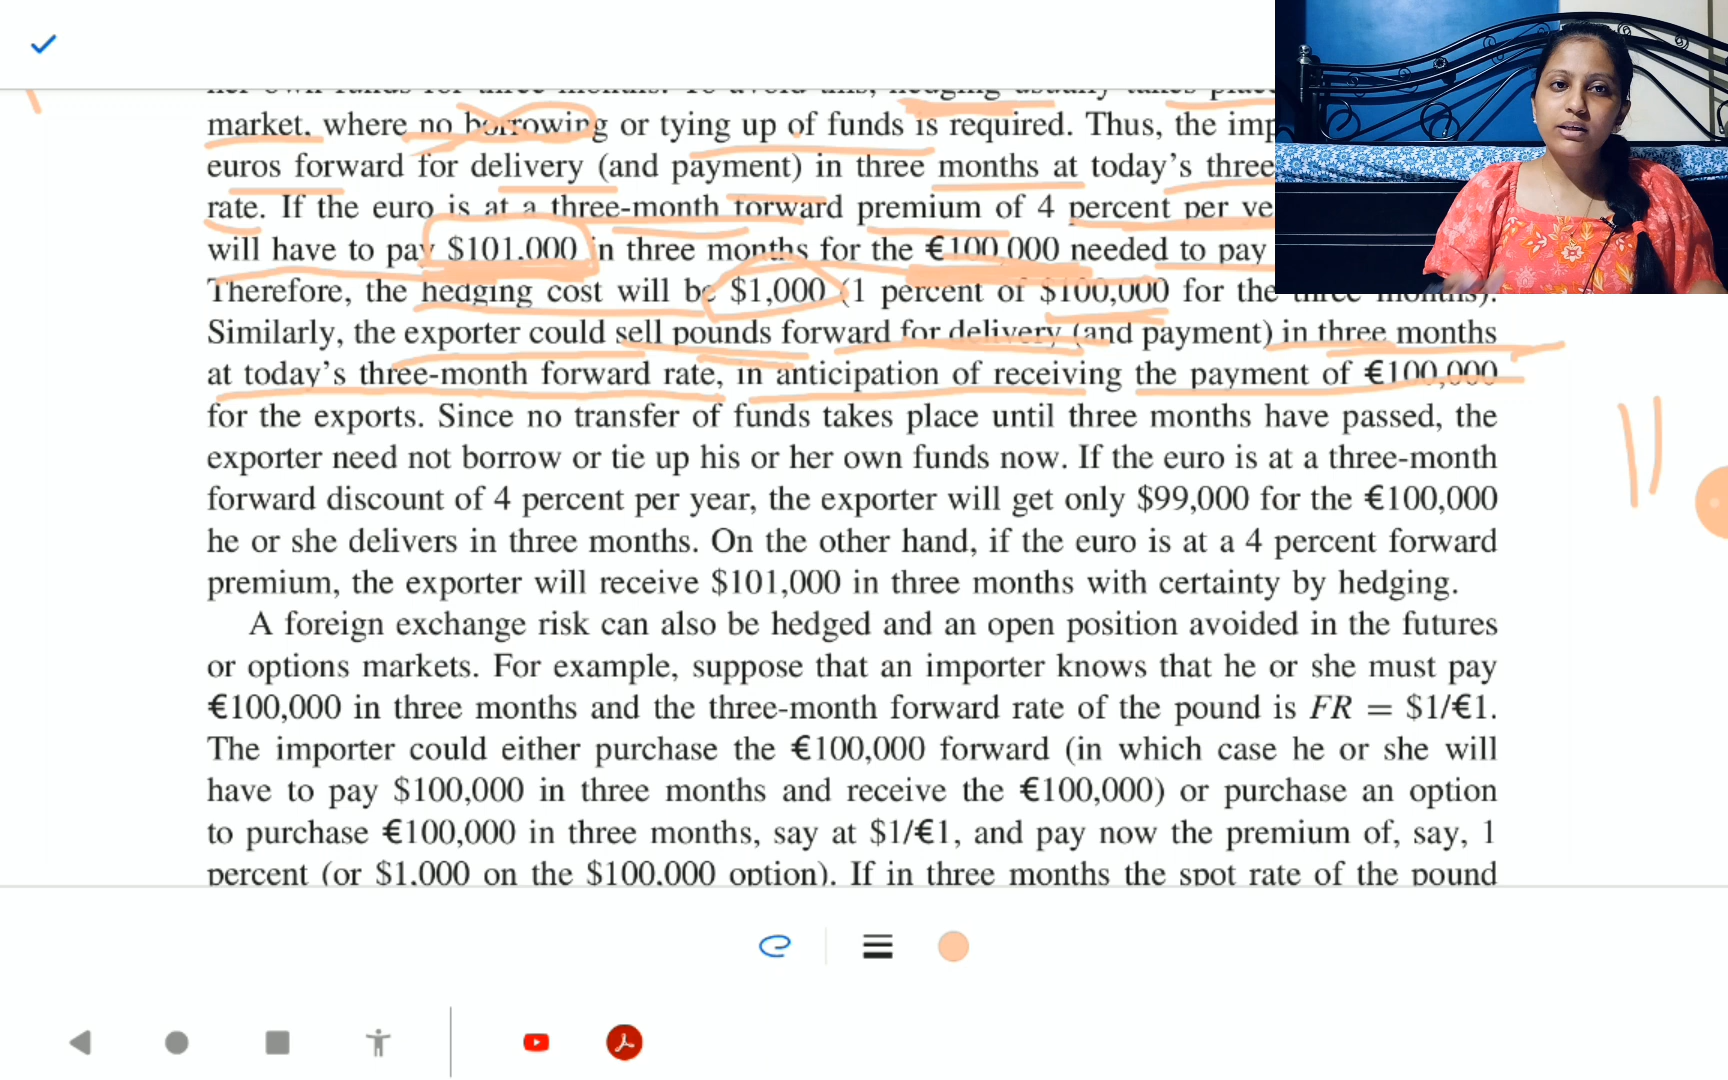 market, where no borrowing or tying up of funds is required. Thus, the imp
euros forward for delivery (and payment) in three months at today's three
rate. If the euro is at a three-month forward premium of 4 percent per ye
will have to pay $101,000 in three months for the €100,000 needed to pay
Therefore, the hedging cost will be $1,000 (1 percent of $100,000 for the three months).
Similarly, the exporter could sell pounds forward for delivery (and payment) in three months
at today's three-month forward rate, in anticipation of receiving the payment of €100,000
for the exports. Since no transfer of funds takes place until three months have passed, the
exporter need not borrow or tie up his or her own funds now. If the euro is at a three-month
forward discount of 4 percent per year, the exporter will get only $99,000 for the €100,000
he or she delivers in three months. On the other hand, if the euro is at a 4 percent forward
premium, the exporter will receive $101,000 in three months with certainty by hedging.
A foreign exchange risk can also be hedged and an open position avoided in the futures
or options markets. For example, suppose that an importer knows that he or she must pay
€100,000 in three months and the three-month forward rate of the pound is FR = $1/€1.
The importer could either purchase the €100,000 forward (in which case he or she will
have to pay $100,000 in three months and receive the €100,000) or purchase an option
to purchase €100,000 in three months, say at $1/€1, and pay now the premium of, say, 1
percent (or $1,000 on the $100,000 option). If in three months the spot rate of the pound